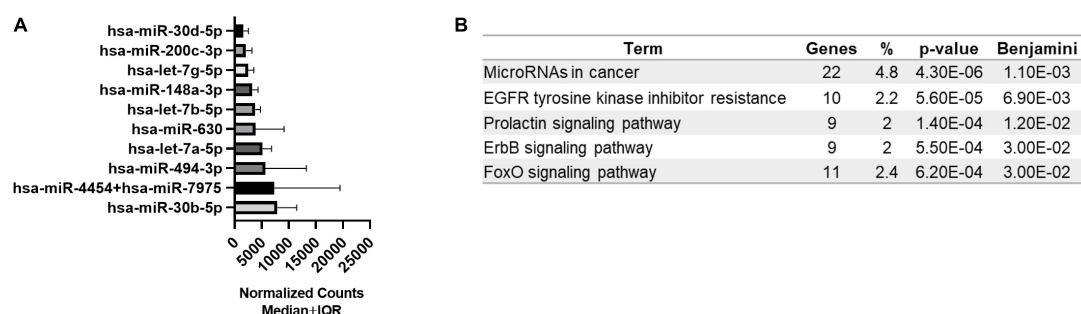 A
hsa-miR-30d-5p
hsa-miR-200c-3p
hsa-let-7g-5p
hsa-miR-148a-3p
hsa-let-7b-5p
hsa-miR-630
hsa-let-7a-5p
hsa-miR-494-3p
hsa-miR-4454+hsa-miR-7975
hsa-miR-30b-5p
0 5000 10000 15000 20000 25000
Normalized Counts
Median+IQR
B
Term Genes % p-value Benjamini
MicroRNAs in cancer 22 4.8 4.30E-06 1.10E-03
EGFR tyrosine kinase inhibitor resistance 10 2.2 5.60E-05 6.90E-03
Prolactin signaling pathway 9 2 1.40E-04 1.20E-02
ErbB signaling pathway 9 2 5.50E-04 3.00E-02
FoxO signaling pathway 11 2.4 6.20E-04 3.00E-02